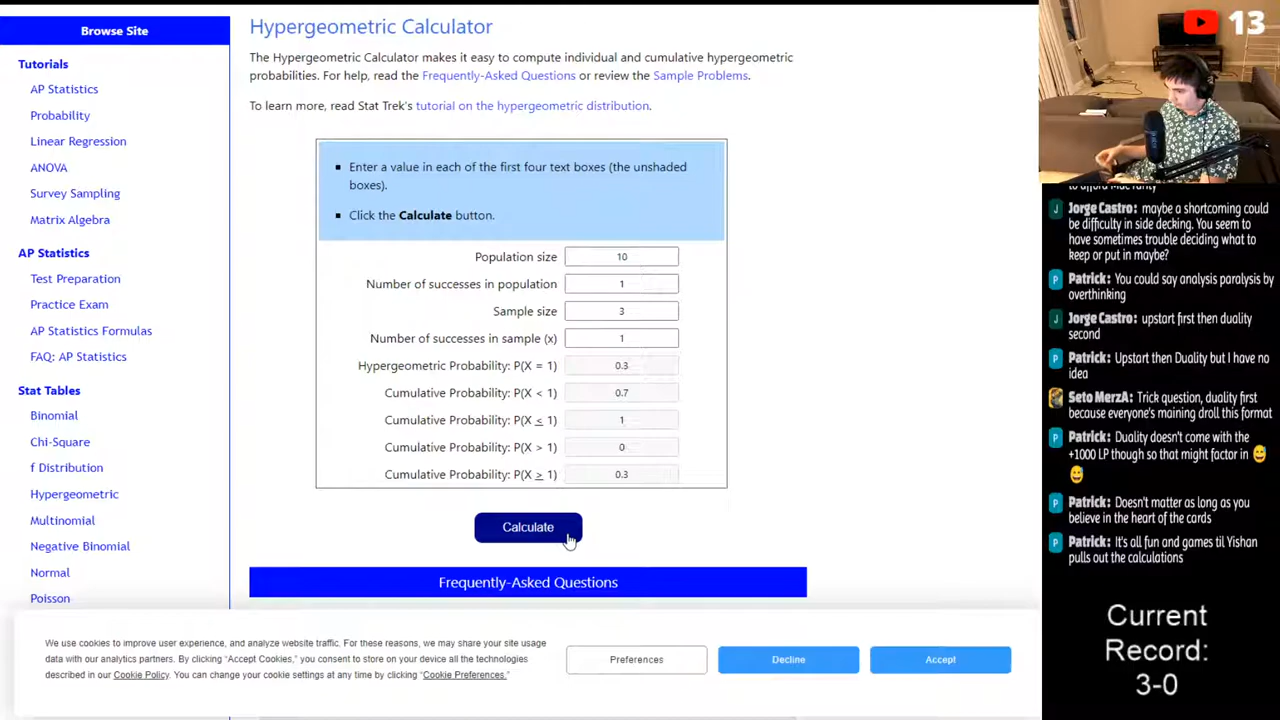 Browse Site
Tutorials
AP Statistics
Probability
Linear Regression
ANOVA
Survey Sampling
Matrix Algebra
AP Statistics
Test Preparation
Practice Exam
AP Statistics Formulas
FAQ: AP Statistics
Stat Tables
Binomial
Chi-Square
f Distribution
Hypergeometric
Multinomial
Negative Binomial
Normal
Poisson
Hypergeometric Calculator
The Hypergeometric Calculator makes it easy to compute individual and cumulative hypergeometric
probabilities. For help, read the Frequently-Asked Questions or review the Sample Problems.
To learn more, read Stat Trek's tutorial on the hypergeometric distribution.
Enter a value in each of the first four text boxes (the unshaded
boxes).
Click the Calculate button.
Population size 10
Number of successes in population 1
Sample size 3
Number of successes in sample (x) 1
Hypergeometric Probability: P(X = 1) 0.3
Cumulative Probability: P(X < 1) 0.7
Cumulative Probability: P(X ≤ 1) 1
Cumulative Probability: P(X > 1) 0
Cumulative Probability: P(X ≥ 1) 0.3
Calculate
Frequently-Asked Questions
We use cookies to improve user experience, and analyze website traffic. For these reasons, we may share your site
usage data with our analytics partners. By clicking "Accept Cookies," you consent to store on your device all the technologies
described in our Cookie Policy. You can change your cookie settings at any time by clicking "Cookie Preferences."
Preferences
Decline
Accept
13
to afford Mac rarity
J Jorge Castro: maybe a shortcoming could
be difficulty in side decking. You seem to
have sometimes trouble deciding what to
keep or put in maybe?
P Patrick: You could say analysis paralysis by
overthinking
J Jorge Castro: upstart first then duality
second
P Patrick: Upstart then Duality but I have no
idea
Seto MerzA: Trick question, duality first
because everyone's maining droll this format
P Patrick: Duality doesn't come with the
+1000 LP though so that might factor in 😅
😅
P Patrick: Doesn't matter as long as you
believe in the heart of the cards
P Patrick: It's all fun and games til Yishan
pulls out the calculations
Current
Record:
3-0